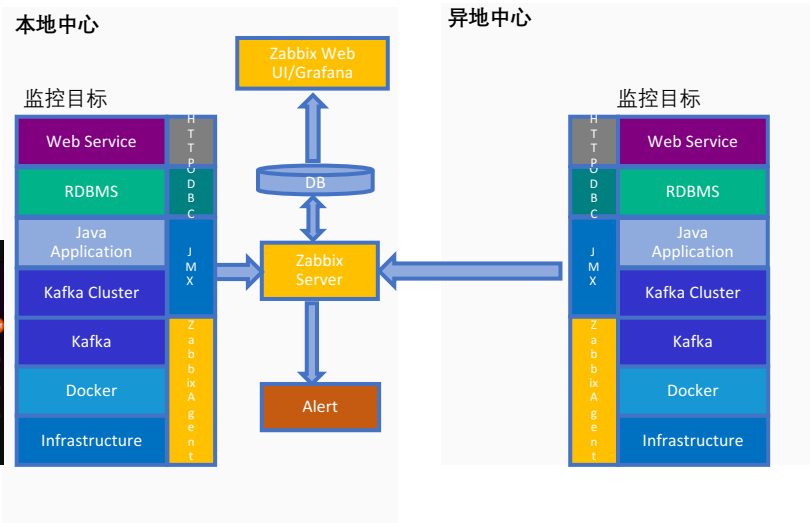 本地中心
Zabbix Web
UI/Grafana
监控目标
Web Service
HTTP
RDBMS
ODBC
Java
Application
JMX
Kafka Cluster
Kafka
Docker
Infrastructure
ZabbixAgent
DB
Zabbix
Server
Alert
异地中心
监控目标
HTTP
Web Service
ODBC
RDBMS
JMX
Java
Application
Kafka Cluster
ZabbixAgent
Kafka
Docker
Infrastructure